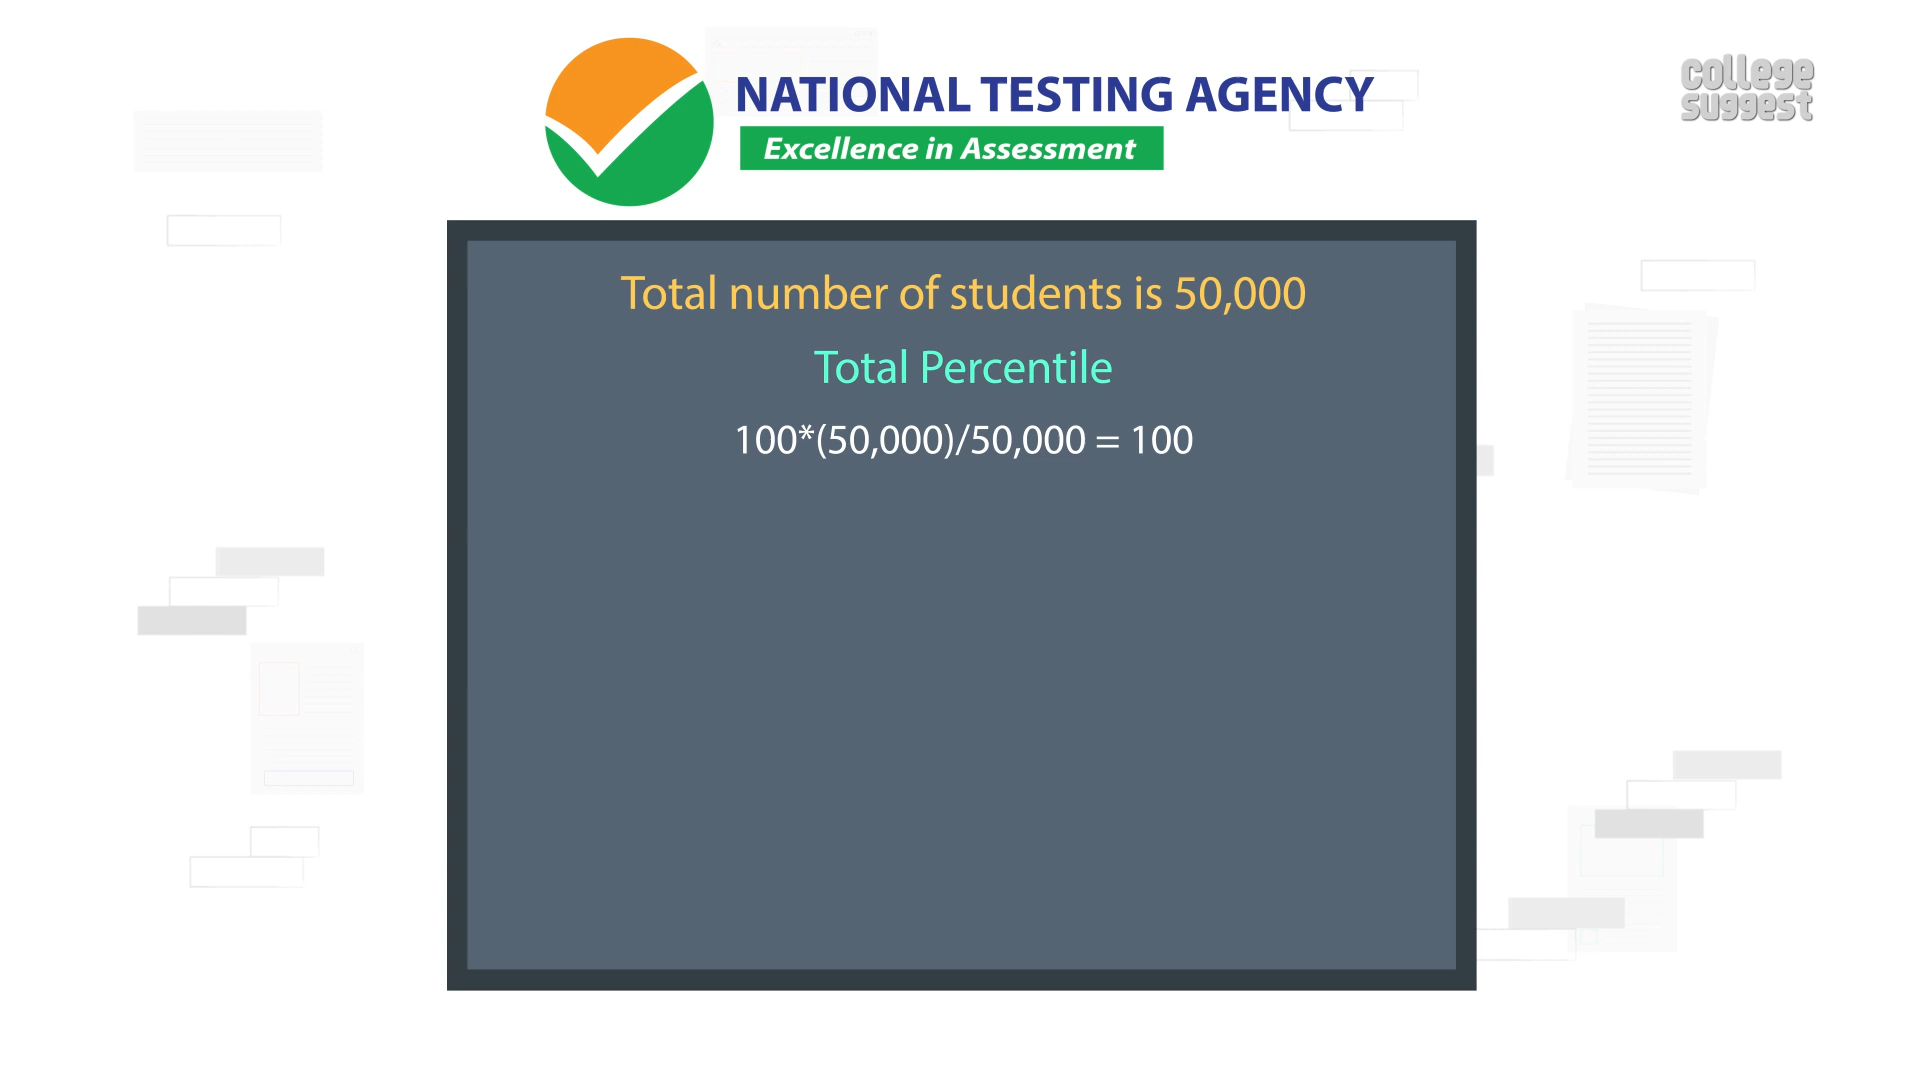 NATIONAL TESTING AGENCY
Excellence in Assessment
college
suggest
Total number of students is 50,000
Total Percentile
100*(50,000)/50,000 = 100